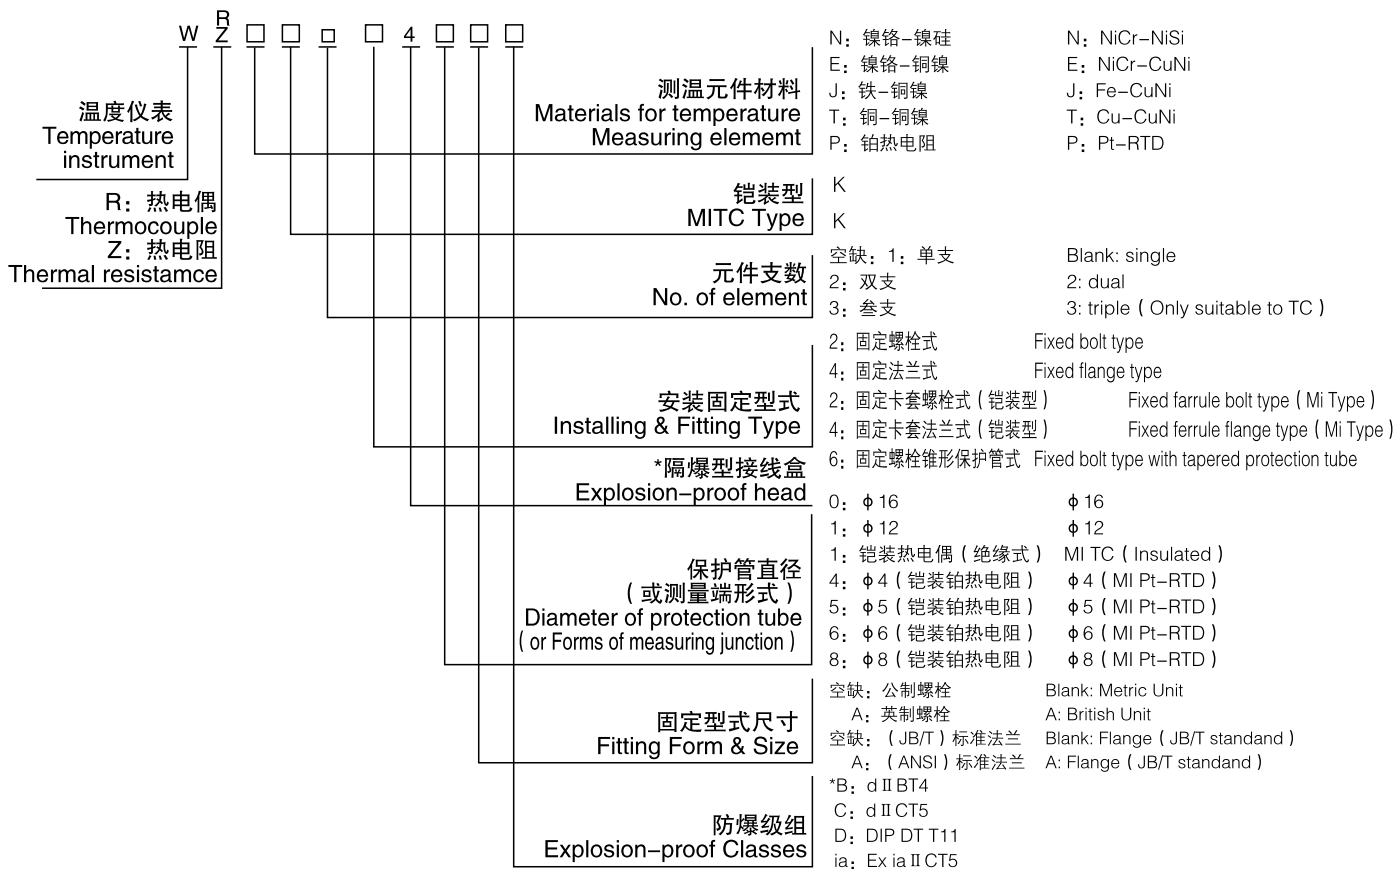 R
W Z □ □ □ □ 4 □ □ □
温度仪表
Temperature
instrument
R：热电偶
Thermocouple
Z：热电阻
Thermal resistamce
测温元件材料
Materials for temperature
Measuring elememt
N：镍铬–镍硅 N：NiCr–NiSi
E：镍铬–铜镍 E：NiCr–CuNi
J：铁–铜镍 J：Fe–CuNi
T：铜–铜镍 T：Cu–CuNi
P：铂热电阻 P：Pt–RTD
铠装型
MITC Type
K
K
元件支数
No. of element
空缺：1：单支 Blank: single
2：双支 2: dual
3：叁支 3: triple（Only suitable to TC）
安装固定型式
Installing & Fitting Type
2：固定螺栓式 Fixed bolt type
4：固定法兰式 Fixed flange type
2：固定卡套螺栓式（铠装型） Fixed farrule bolt type（Mi Type）
4：固定卡套法兰式（铠装型） Fixed ferrule flange type（Mi Type）
6：固定螺栓锥形保护管式 Fixed bolt type with tapered protection tube
*隔爆型接线盒
Explosion–proof head
保护管直径
（或测量端形式）
Diameter of protection tube
（or Forms of measuring junction）
0：ф16 ф16
1：ф12 ф12
1：铠装热电偶（绝缘式） MI TC（Insulated）
4：ф4（铠装铂热电阻） ф4（MI Pt–RTD）
5：ф5（铠装铂热电阻） ф5（MI Pt–RTD）
6：ф6（铠装铂热电阻） ф6（MI Pt–RTD）
8：ф8（铠装铂热电阻） ф8（MI Pt–RTD）
固定型式尺寸
Fitting Form & Size
空缺：公制螺栓 Blank: Metric Unit
A：英制螺栓 A: British Unit
空缺：（JB/T）标准法兰 Blank: Flange（JB/T standand）
A：（ANSI）标准法兰 A: Flange（JB/T standand）
防爆级组
Explosion–proof Classes
*B：dⅡBT4
C：dⅡCT5
D：DIP DT T11
ia：Ex iaⅡCT5